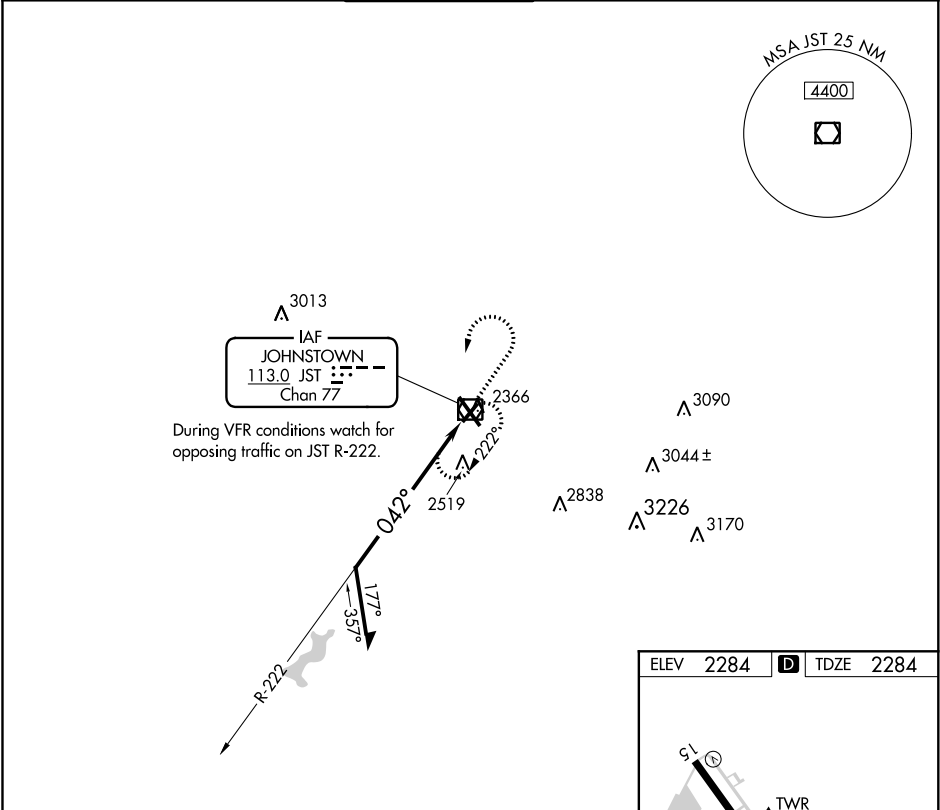 MSA JST 25 NM
4400
3013
IAF
JOHNSTOWN
113.0 JST
Chan 77
2366
3090
During VFR conditions watch for
opposing traffic on JST R-222.
222°
3044±
2519
2838
042°
3226
3170
177°
357°
R-222
ELEV 2284 D TDZE 2284
15
V
TWR